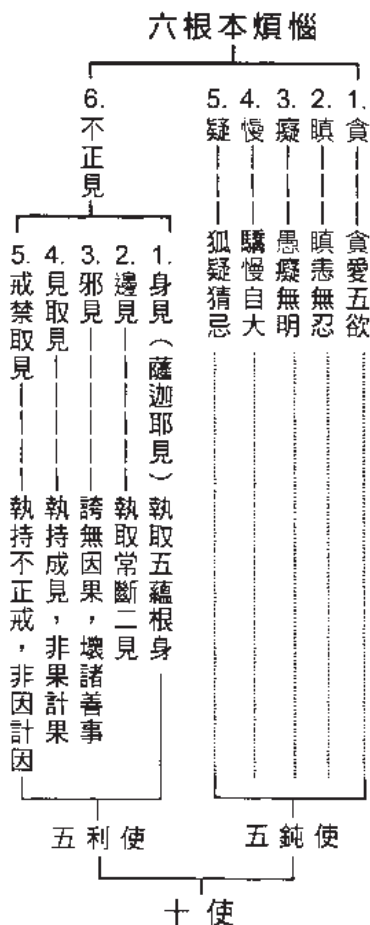 六根本煩惱
1. 貪 貪愛五欲
2. 瞋 瞋恚無忍
3. 癡 愚癡無明
4. 慢 驕慢自大
5. 疑 狐疑猜忌
6. 不正見
1. 身見（薩迦耶見）執取五蘊根身
2. 邊見 執取常斷二見
3. 邪見 誇無因果，壞諸善事
4. 見取見 執持成見，非果計果
5. 戒禁取見 執持不正戒，非因計因
五鈍使
五利使
十使